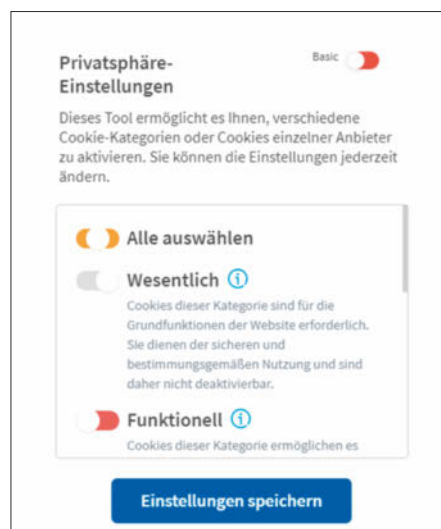 Privatsphäre-
Einstellungen
Basic
Dieses Tool ermöglicht es Ihnen, verschiedene
Cookie-Kategorien oder Cookies einzelner Anbieter
zu aktivieren. Sie können die Einstellungen jederzeit
ändern.
Alle auswählen
Wesentlich
Cookies dieser Kategorie sind für die
Grundfunktionen der Website erforderlich.
Sie dienen der sicheren und
bestimmungsgemäßen Nutzung und sind
daher nicht deaktivierbar.
Funktionell
Cookies dieser Kategorie ermöglichen es
Einstellungen speichern